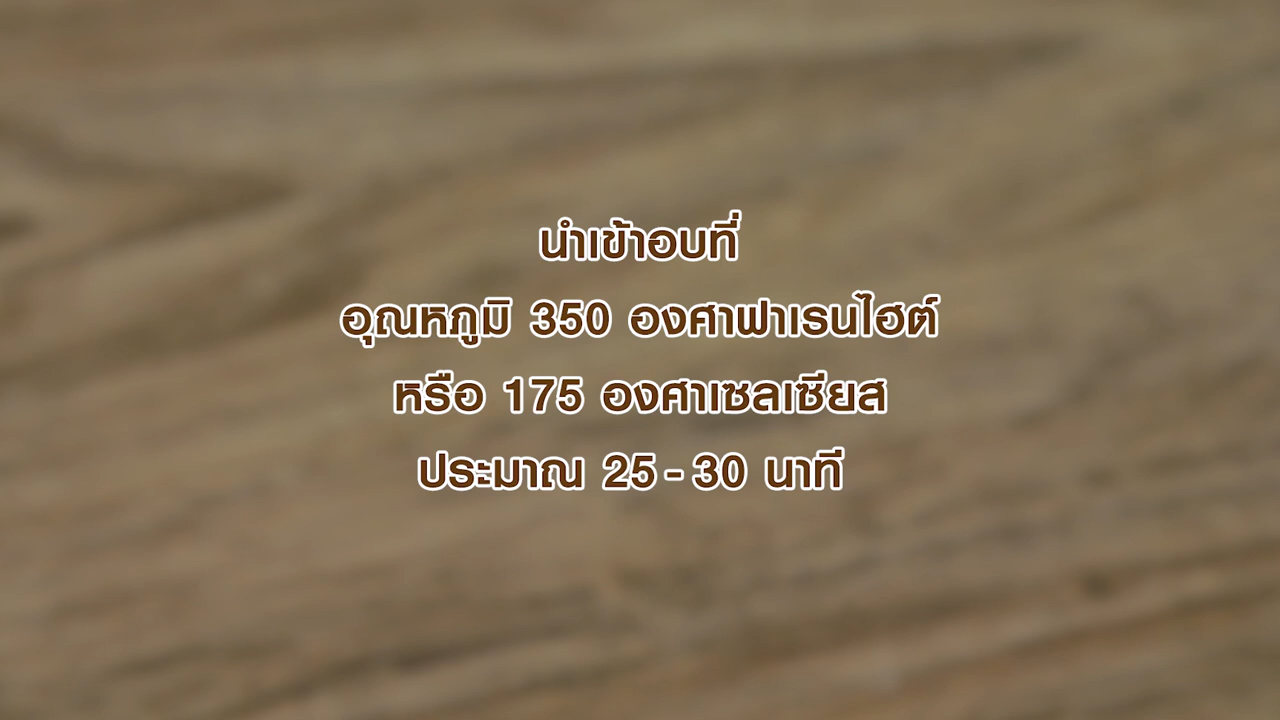 นำเข้าอบที่
อุณหภูมิ 350 องศาฟาเรนไฮต์
หรือ 175 องศาเซลเซียส
ประมาณ 25 - 30 นาที